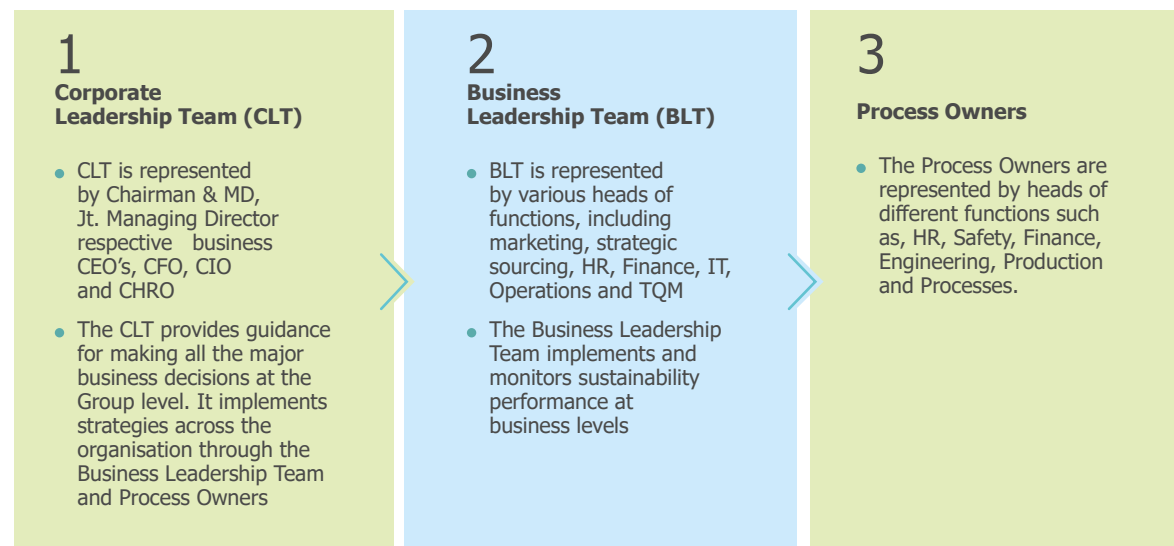 1
Corporate
Leadership Team (CLT)
• CLT is represented
by Chairman & MD,
Jt. Managing Director
respective business
CEO's, CFO, CIO
and CHRO
• The CLT provides guidance
for making all the major
business decisions at the
Group level. It implements
strategies across the
organisation through the
Business Leadership Team
and Process Owners
2
Business
Leadership Team (BLT)
• BLT is represented
by various heads of
functions, including
marketing, strategic
sourcing, HR, Finance, IT,
Operations and TQM
• The Business Leadership
Team implements and
monitors sustainability
performance at
business levels
3
Process Owners
• The Process Owners are
represented by heads of
different functions such
as, HR, Safety, Finance,
Engineering, Production
and Processes.